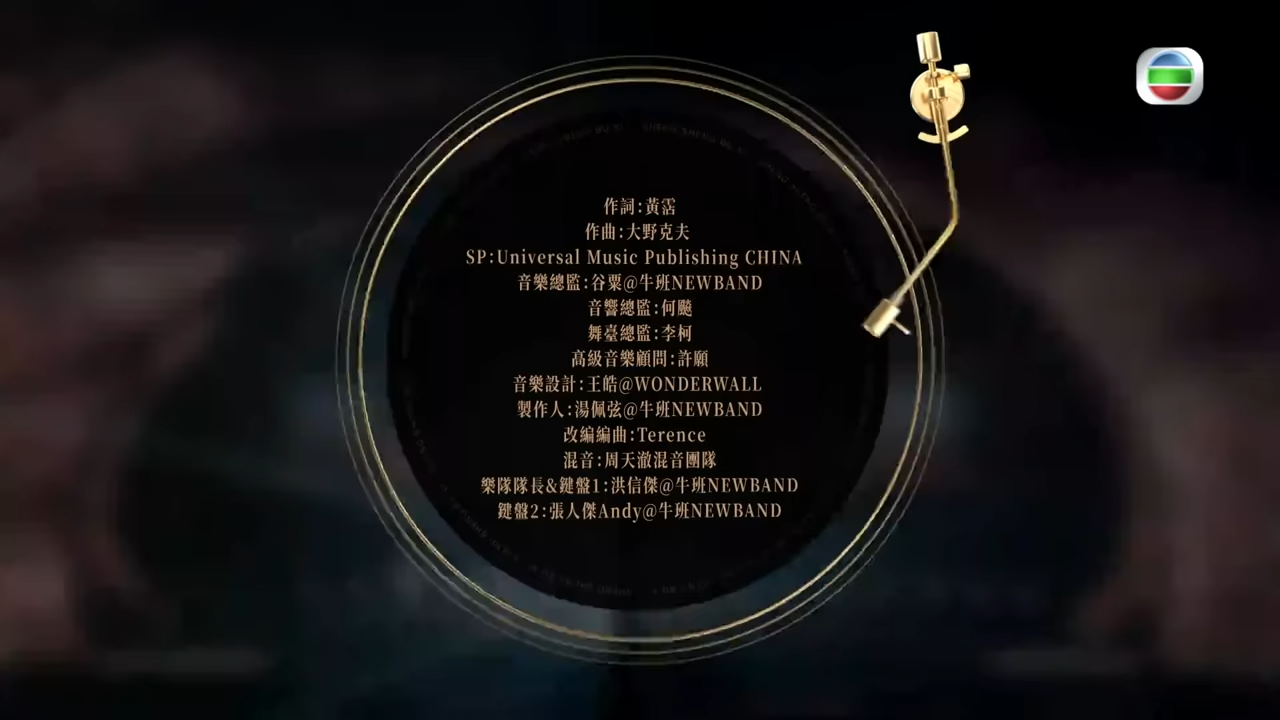 作詞:黃霑
作曲:大野克夫
SP:Universal Music Publishing CHINA
音樂總監:谷粟@牛班NEWBAND
音響總監:何飈
舞臺總監:李柯
高級音樂顧問:許願
音樂設計:王皓@WONDERWALL
製作人:湯佩弦@牛班NEWBAND
改編編曲:Terence
混音:周天澈混音團隊
樂隊隊長&鍵盤1:洪信傑@牛班NEWBAND
鍵盤2:張人傑Andy@牛班NEWBAND